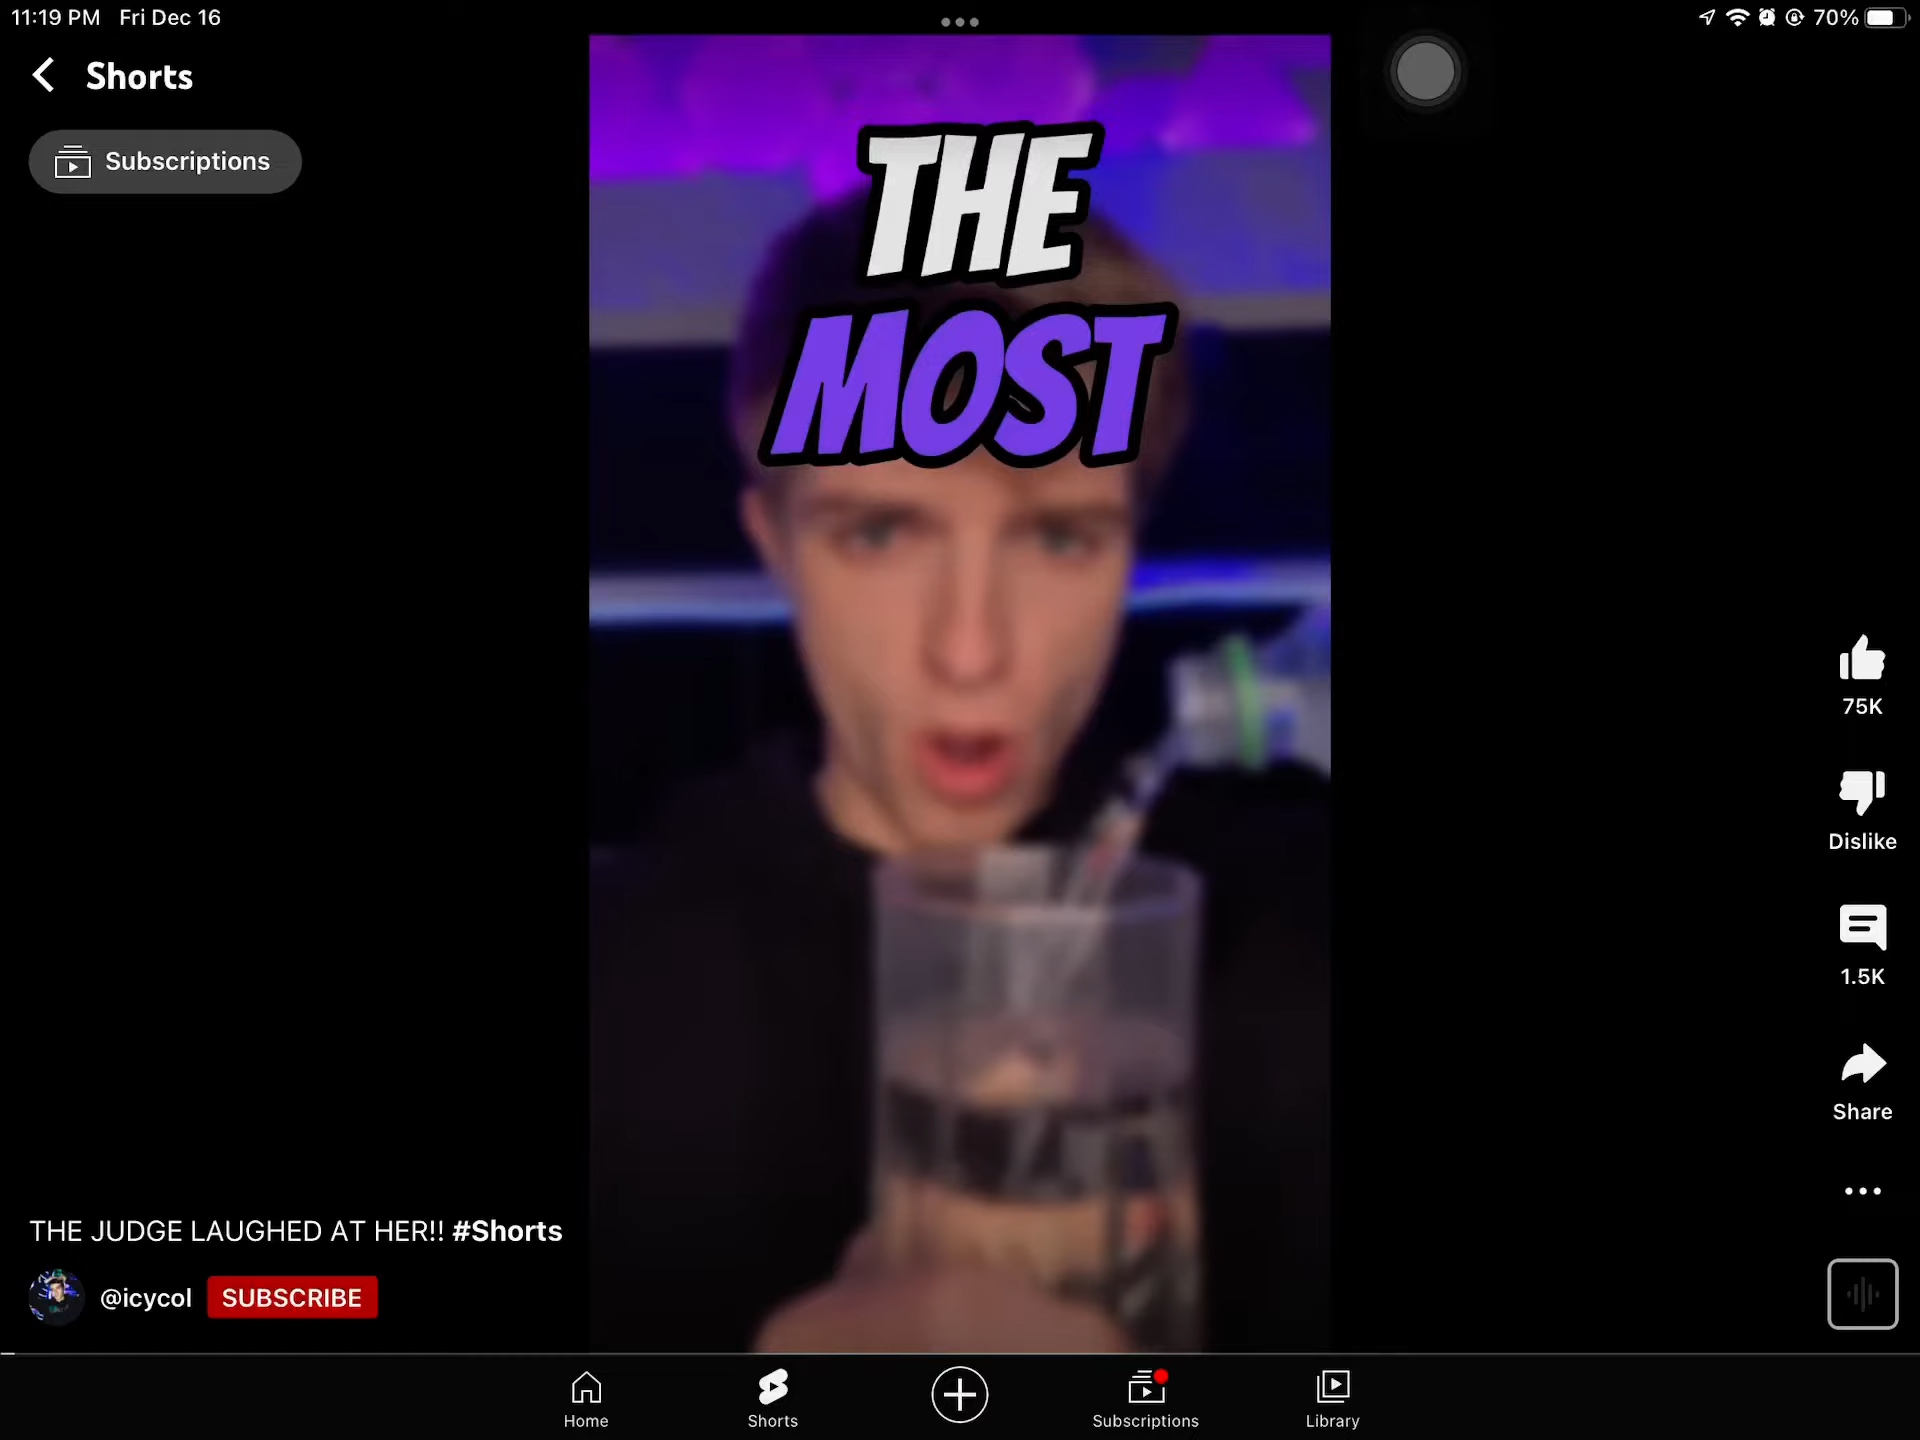 11:19 PM Fri Dec 16
70%
Shorts
Subscriptions
THE
MOST
75K
Dislike
1.5K
Share
THE JUDGE LAUGHED AT HER!! #Shorts
@icycol SUBSCRIBE
Home Shorts Subscriptions Library